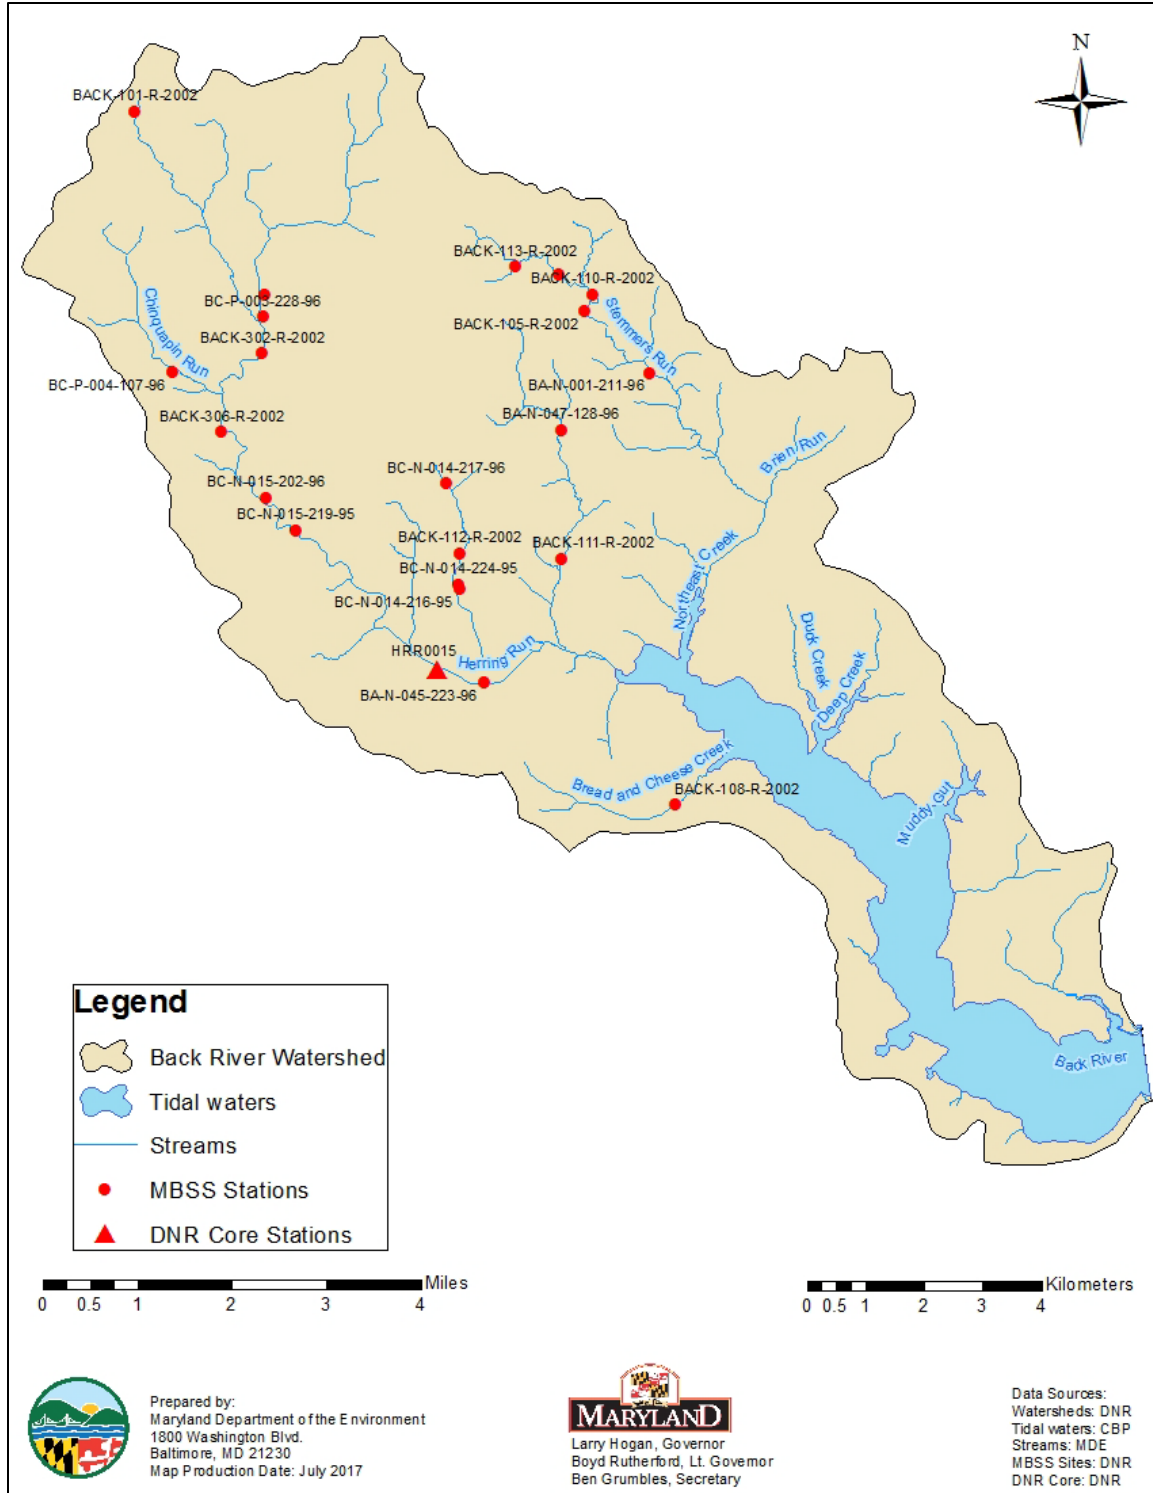 N
BACK-101-R-2002
BACK-113-R-2002
BACK-110-R-2002
BC-P-003-228-96
Stemmers Run
Chinquapin Run
BACK-105-R-2002
BACK-302-R-2002
BC-P-004-107-96
BA-N-001-211-96
BACK-306-R-2002
BA-N-047-128-96
Brien Run
BC-N-014-217-96
BC-N-015-202-96
BC-N-015-219-95
BACK-112-R-2002
BACK-111-R-2002
Northeast Creek
BC-N-014-224-95
BC-N-014-216-95
Duck Creek
HRR0015
Herring Run
Deep Creek
BA-N-045-223-96
Bread and Cheese Creek
BACK-108-R-2002
Muddy Gut
Back River
Legend
Back River Watershed
Tidal waters
Streams
MBSS Stations
DNR Core Stations
Miles
0 0.5 1 2 3 4
Kilometers
0 0.5 1 2 3 4
Prepared by:
Maryland Department of the Environment
1800 Washington Blvd.
Baltimore, MD 21230
Map Production Date: July 2017
MARYLAND
Larry Hogan, Governor
Boyd Rutherford, Lt. Governor
Ben Grumbles, Secretary
Data Sources:
Watersheds: DNR
Tidal waters: CBP
Streams: MDE
MBSS Sites: DNR
DNR Core: DNR